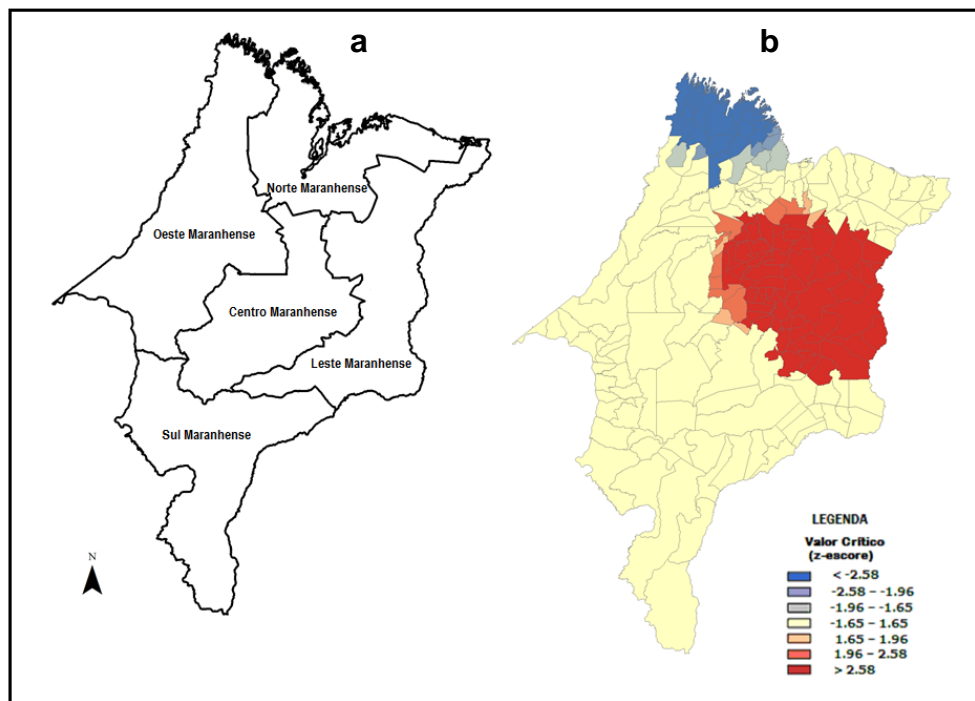 a
b
Norte Maranhense
Oeste Maranhense
Centro Maranhense
Leste Maranhense
Sul Maranhense
N
LEGENDA
Valor Crítico
(z-escore)
< -2.58
-2.58 – -1.96
-1.96 – -1.65
-1.65 – 1.65
1.65 – 1.96
1.96 – 2.58
> 2.58